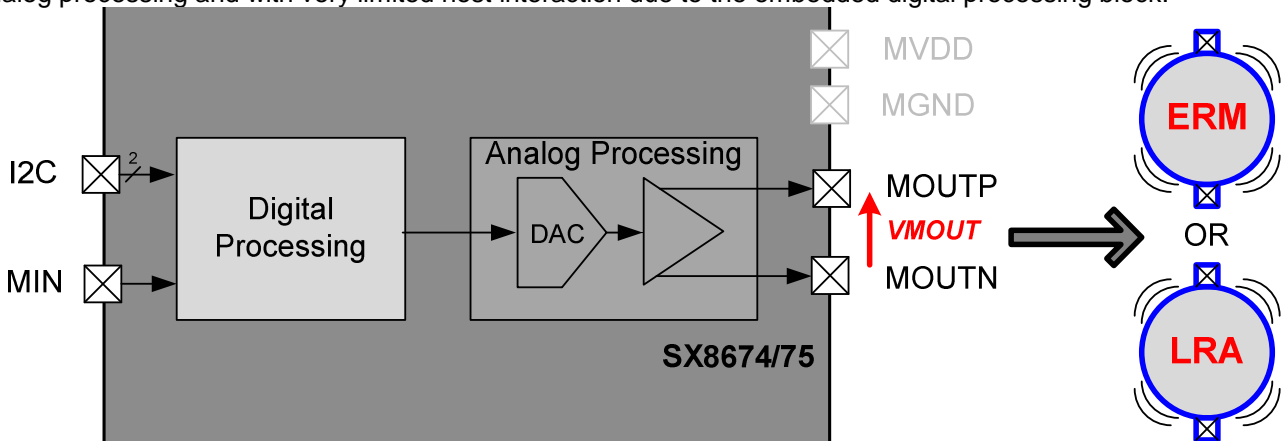 alog processing and with very limited host interaction due to the embedded digital processing block.
MVDD
MGND
ERM
I2C
2
Digital
Processing
Analog Processing
DAC
MOUTP
VMOUT
MOUTN
OR
MIN
SX8674/75
LRA